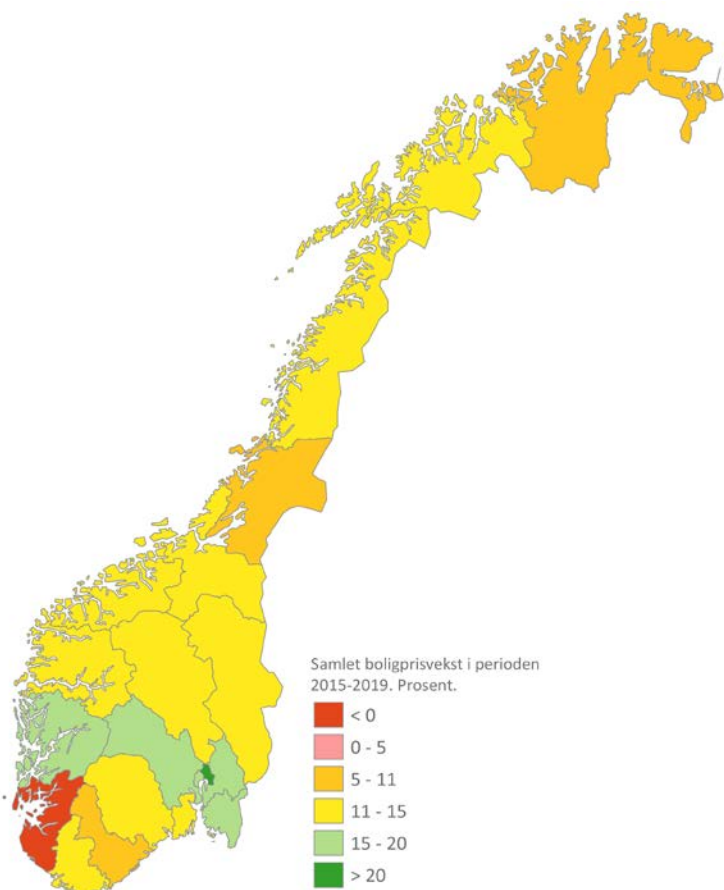 Samlet boligprisvekst i perioden
2015-2019. Prosent.
< 0
0 - 5
5 - 11
11 - 15
15 - 20
> 20